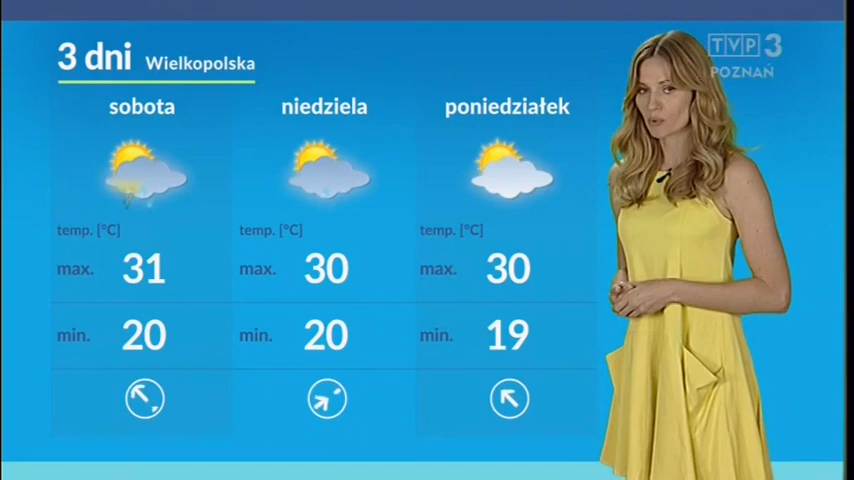 3 dni Wielkopolska
TVP3
POZNAŃ
sobota niedziela poniedziałek
temp. [°C] temp. [°C] temp. [°C]
max. 31 max. 30 max. 30
min. 20 min. 20 min. 19